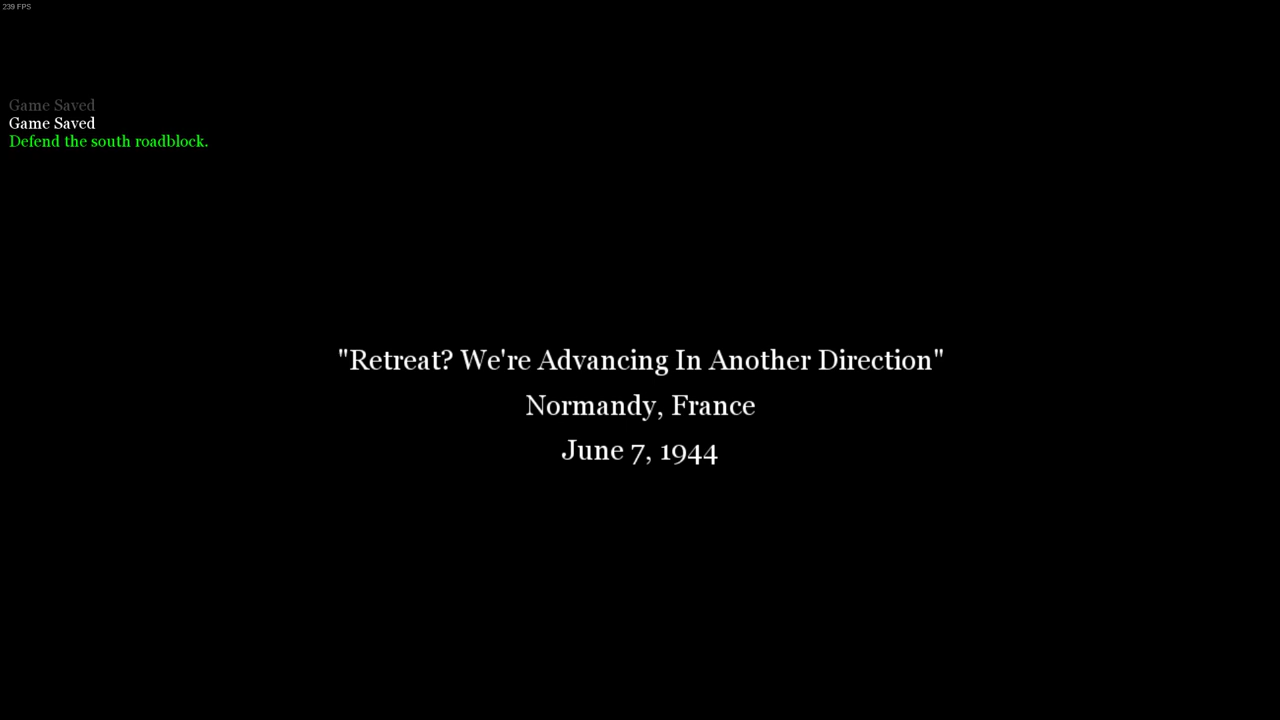 239 FPS
Game Saved
Game Saved
Defend the south roadblock.
"Retreat? We're Advancing In Another Direction"
Normandy, France
June 7, 1944